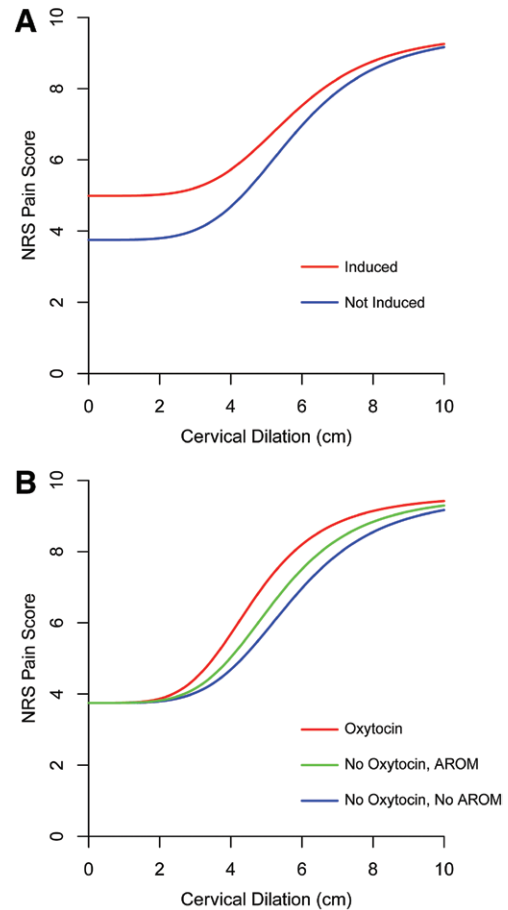 A
10
8
6
4
2
0
NRS Pain Score
Induced
Not Induced
0 2 4 6 8 10
Cervical Dilation (cm)
B
10
8
6
4
2
0
NRS Pain Score
Oxytocin
No Oxytocin, AROM
No Oxytocin, No AROM
0 2 4 6 8 10
Cervical Dilation (cm)